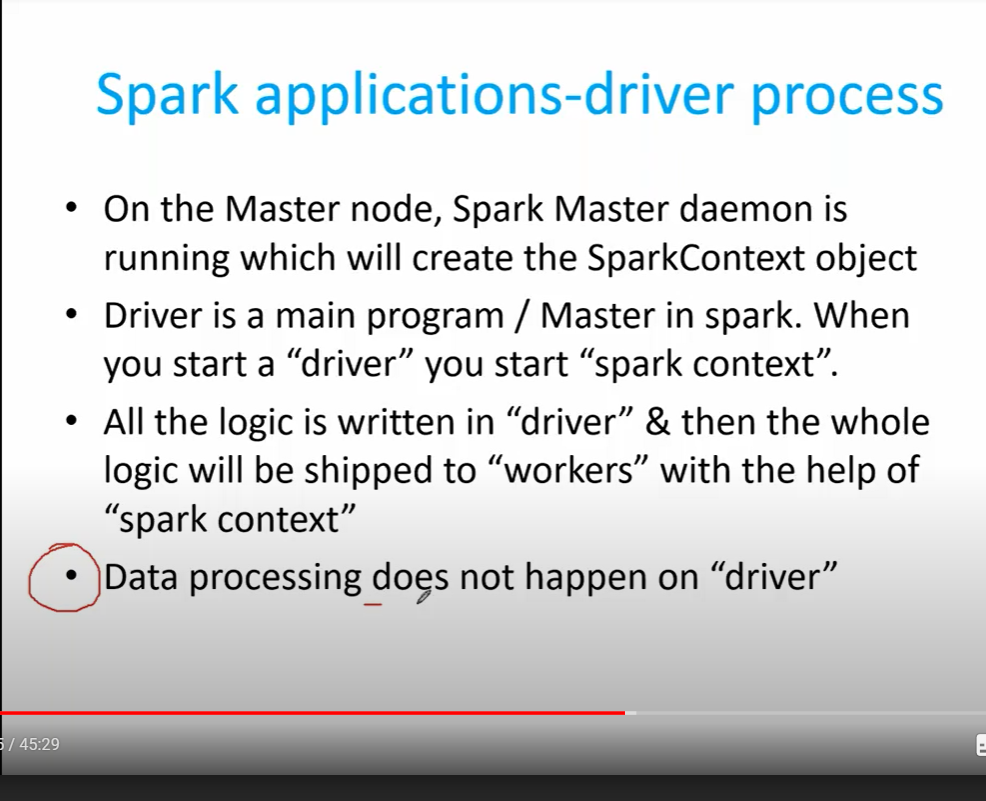 Spark applications-driver process
• On the Master node, Spark Master daemon is
running which will create the SparkContext object
• Driver is a main program / Master in spark. When
you start a “driver” you start “spark context”.
• All the logic is written in “driver” & then the whole
logic will be shipped to “workers” with the help of
“spark context”
• Data processing does not happen on “driver”
/ 45:29